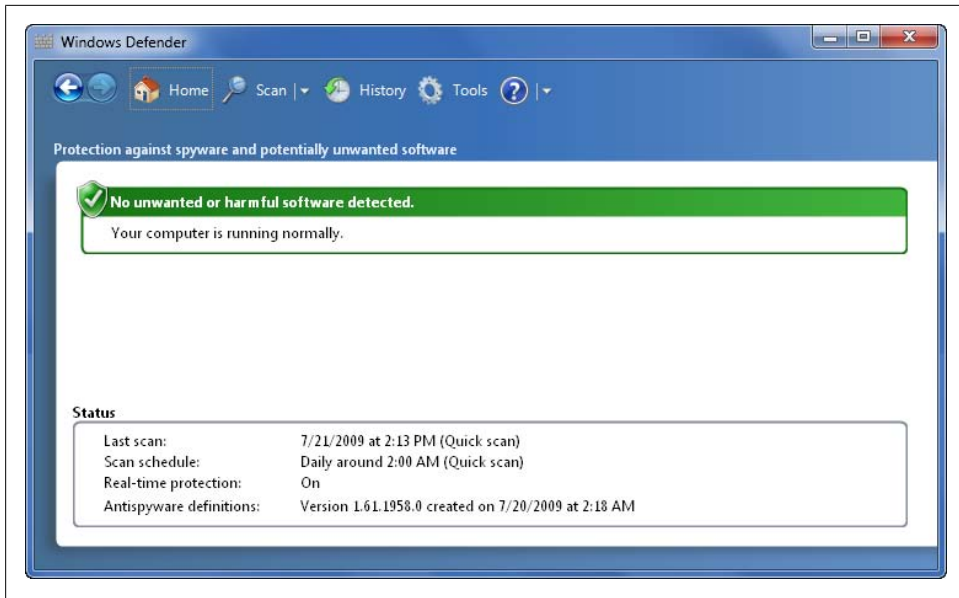 Windows Defender
Home Scan History Tools
Protection against spyware and potentially unwanted software
No unwanted or harmful software detected.
Your computer is running normally.
Status
Last scan: 7/21/2009 at 2:13 PM (Quick scan)
Scan schedule: Daily around 2:00 AM (Quick scan)
Real-time protection: On
Antispyware definitions: Version 1.61.1958.0 created on 7/20/2009 at 2:18 AM